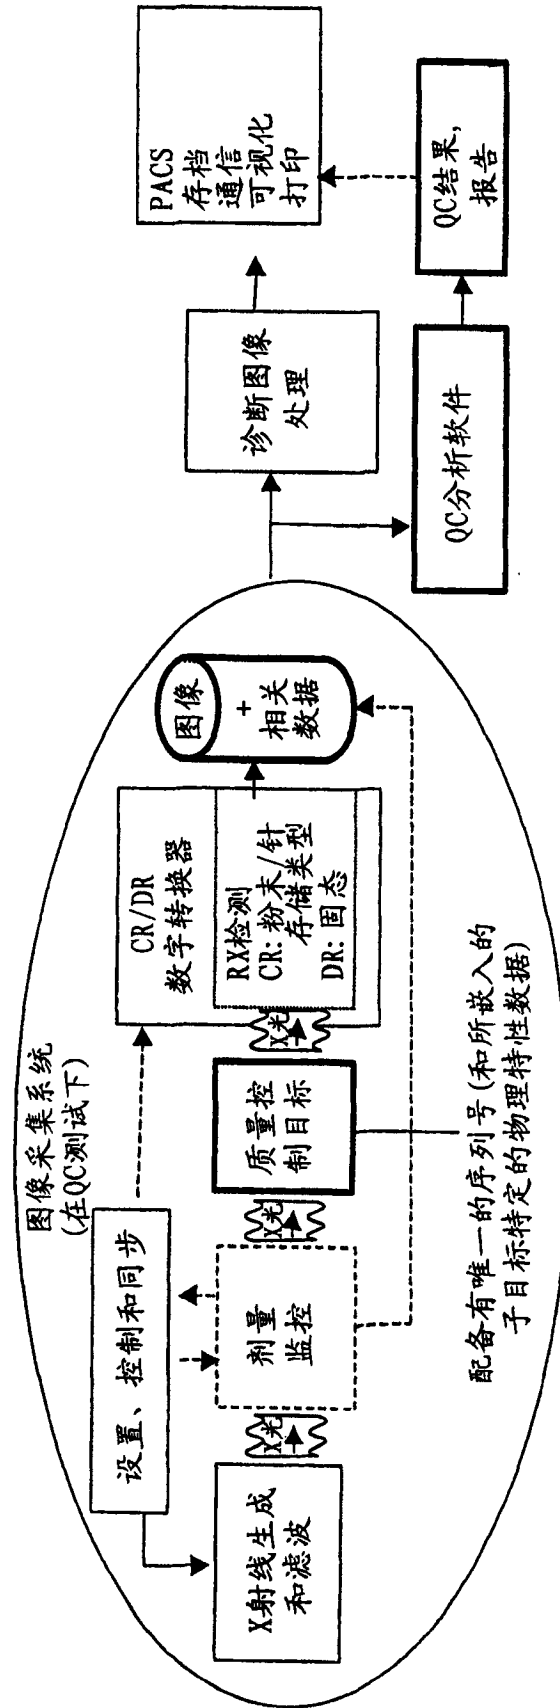 图像采集系统
(在QC测试下)
设置、控制和同步
X射线生成
和滤波
X光
剂量
监控
X光
质量控
制目标
X光
CR/DR
数字转换器
RX检测
CR: 粉末/针
存储类型
DR: 固态
图像
+
相关
数据
配备有唯一的序列号(和所嵌入的
子目标特定的物理特性数据)
诊断图像
处理
PACS
存档
通信
可视化
打印
QC分析软件
QC结果,
报告